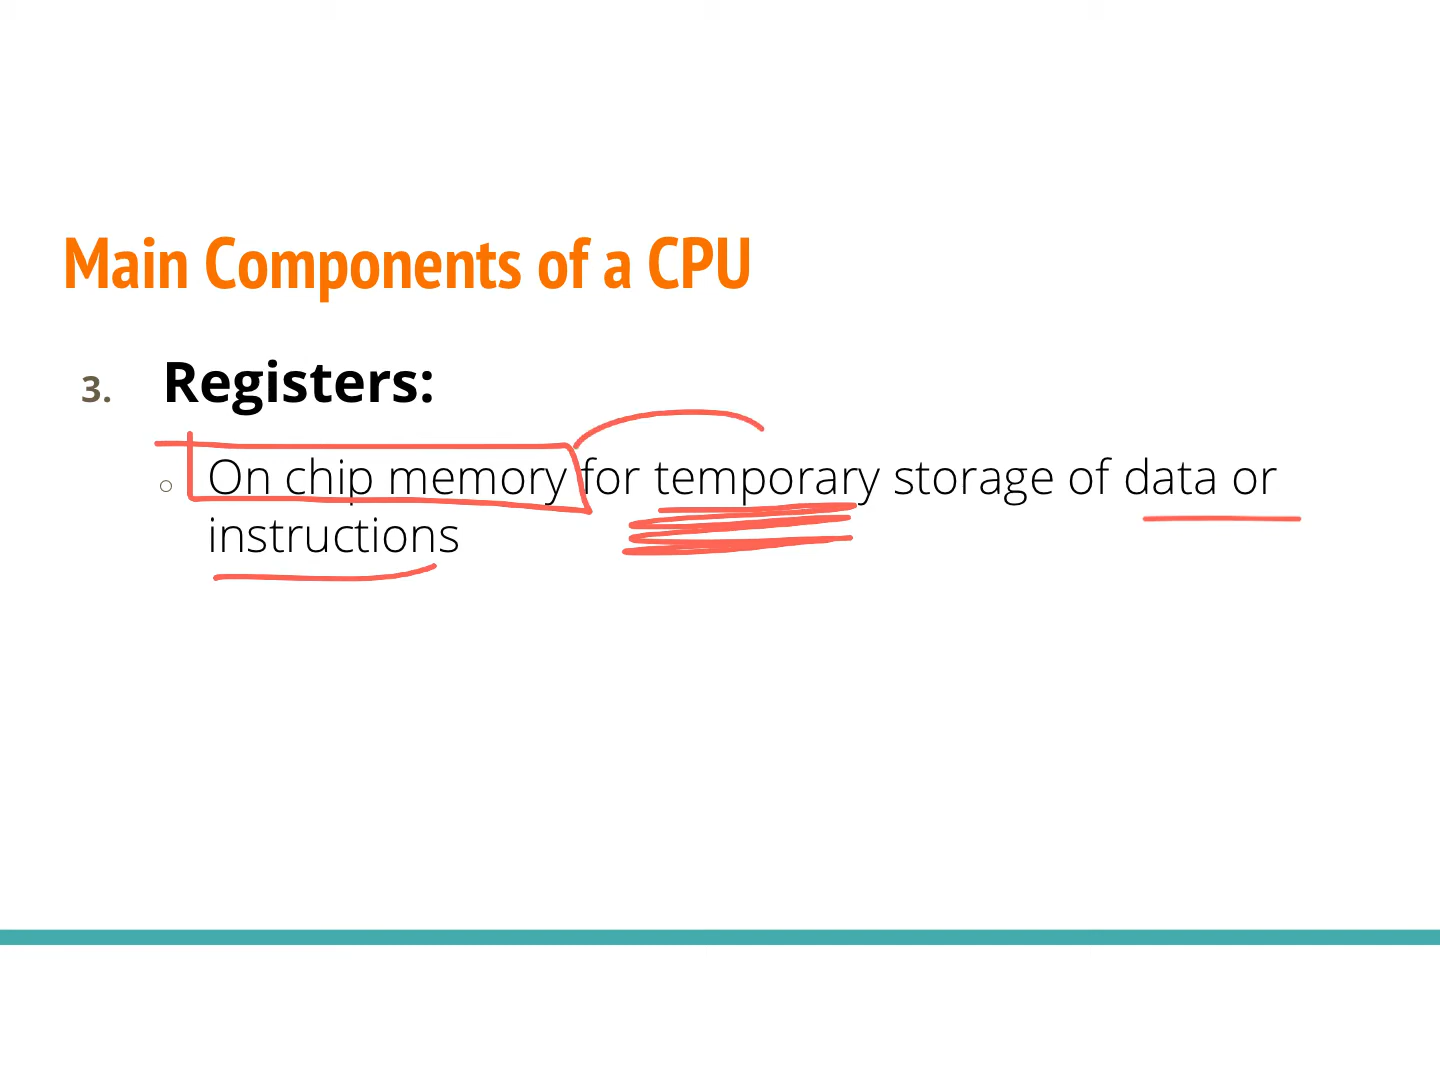 Main Components of a CPU
3. Registers:
○ On chip memory for temporary storage of data or
instructions